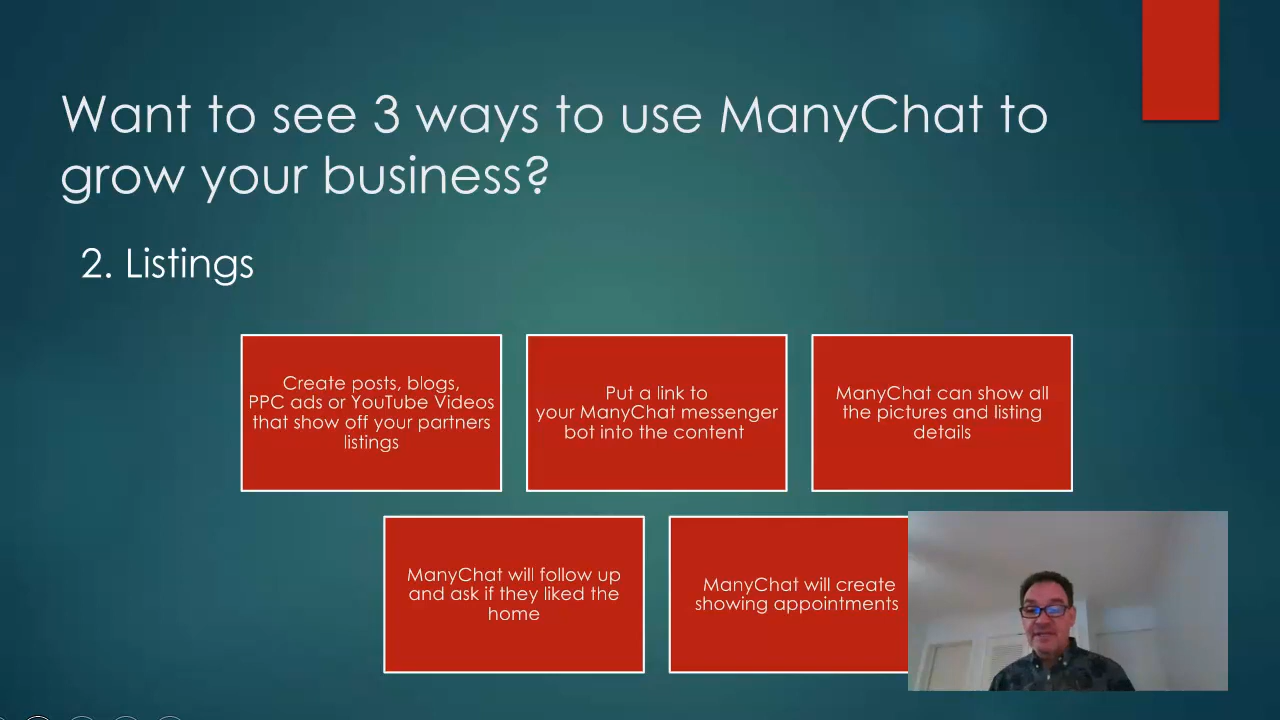 Want to see 3 ways to use ManyChat to
grow your business?
2. Listings
Create posts, blogs,
PPC ads or YouTube Videos
that show off your partners
listings
Put a link to
your ManyChat messenger
bot into the content
ManyChat can show all
the pictures and listing
details
ManyChat will follow up
and ask if they liked the
home
ManyChat will create
showing appointments